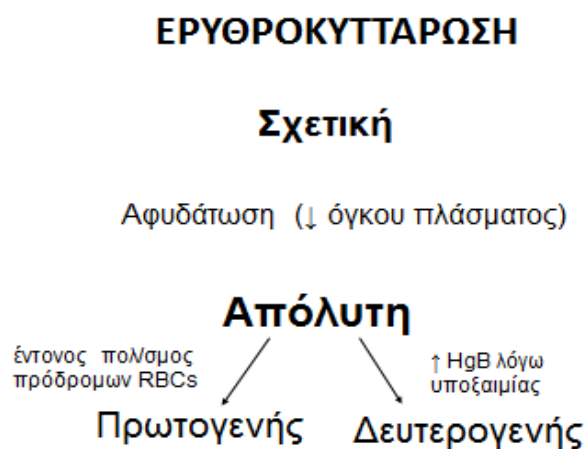 ΕΡΥΘΡΟΚΥΤΤΑΡΩΣΗ
Σχετική
Αφυδάτωση (↓ όγκου πλάσματος)
Απόλυτη
έντονος πολ/σμος
πρόδρομων RBCs
↑ HgB λόγω
υποξαιμίας
Πρωτογενής
Δευτερογενής